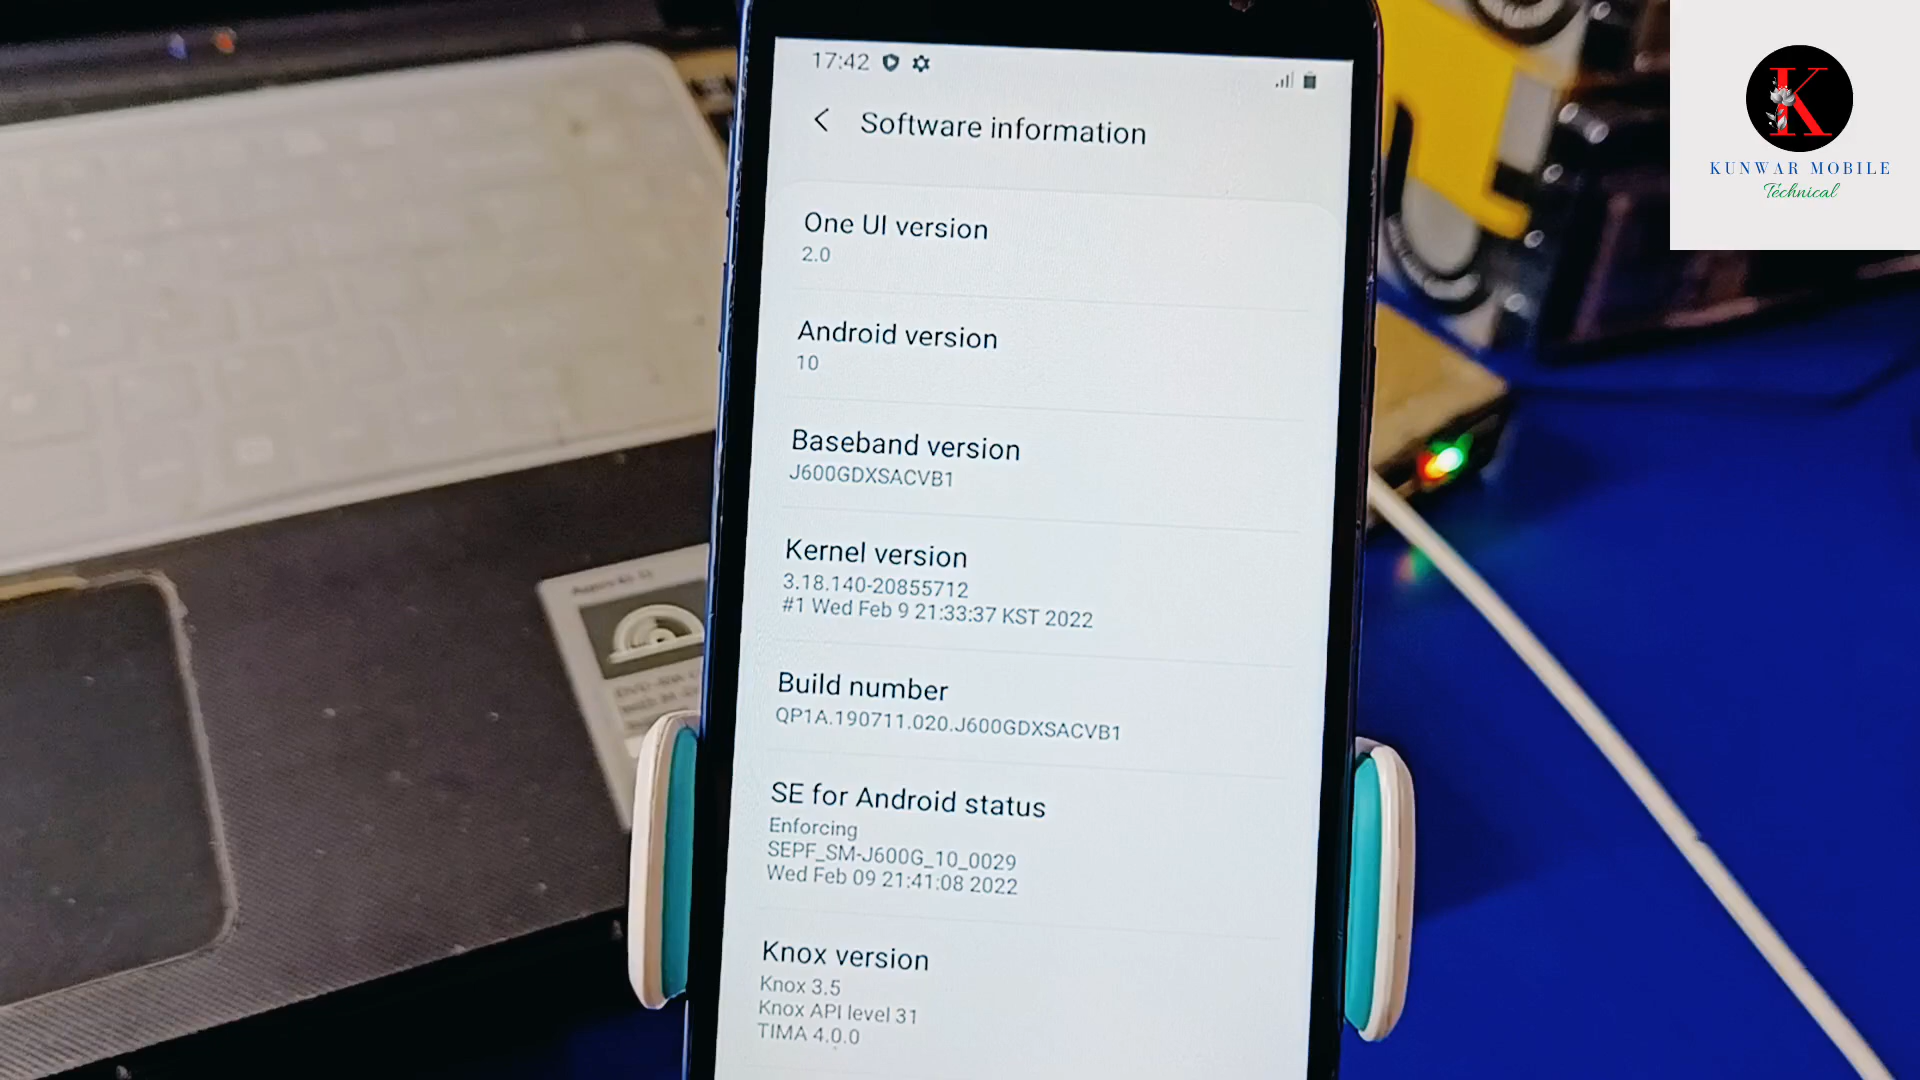 17:42
Software information
One UI version
2.0
Android version
10
Baseband version
J600GDXSACVB1
Kernel version
3.18.140-20855712
#1 Wed Feb 9 21:33:37 KST 2022
Build number
QP1A.190711.020.J600GDXSACVB1
SE for Android status
Enforcing
SEPF_SM-J600G_10_0029
Wed Feb 09 21:41:08 2022
Knox version
Knox 3.5
Knox API level 31
TIMA 4.0.0
K
KUNWAR MOBILE
Technical